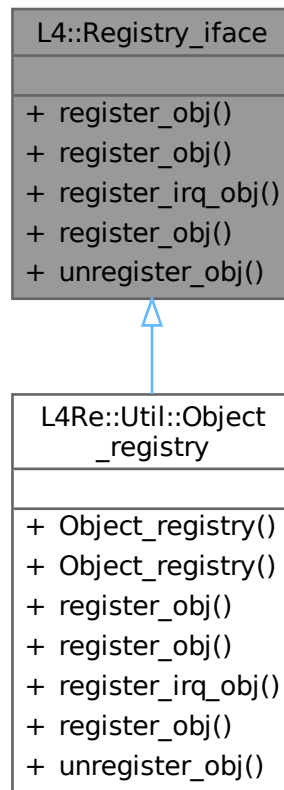 L4::Registry_iface
+ register_obj()
+ register_obj()
+ register_irq_obj()
+ register_obj()
+ unregister_obj()
L4Re::Util::Object
_registry
+ Object_registry()
+ Object_registry()
+ register_obj()
+ register_obj()
+ register_irq_obj()
+ register_obj()
+ unregister_obj()